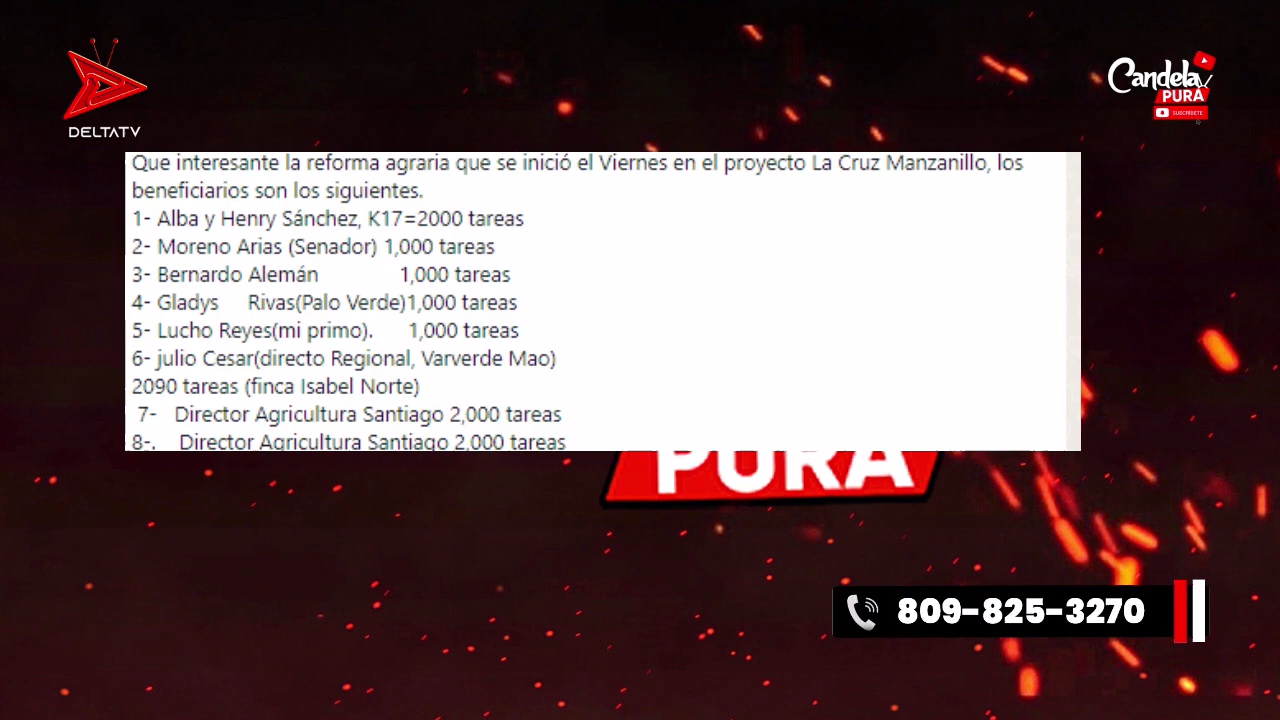 DELTATV
Candela
PURA
SUSCRIBETE
Que interesante la reforma agraria que se inició el Viernes en el proyecto La Cruz Manzanillo, los
beneficiarios son los siguientes.
1- Alba y Henry Sánchez, K17=2000 tareas
2- Moreno Arias (Senador) 1,000 tareas
3- Bernardo Alemán 1,000 tareas
4- Gladys Rivas(Palo Verde)1,000 tareas
5- Lucho Reyes(mi primo). 1,000 tareas
6- julio Cesar(directo Regional, Varverde Mao)
2090 tareas (finca Isabel Norte)
7- Director Agricultura Santiago 2,000 tareas
8-. Director Agricultura Santiago 2,000 tareas
PURA
809-825-3270